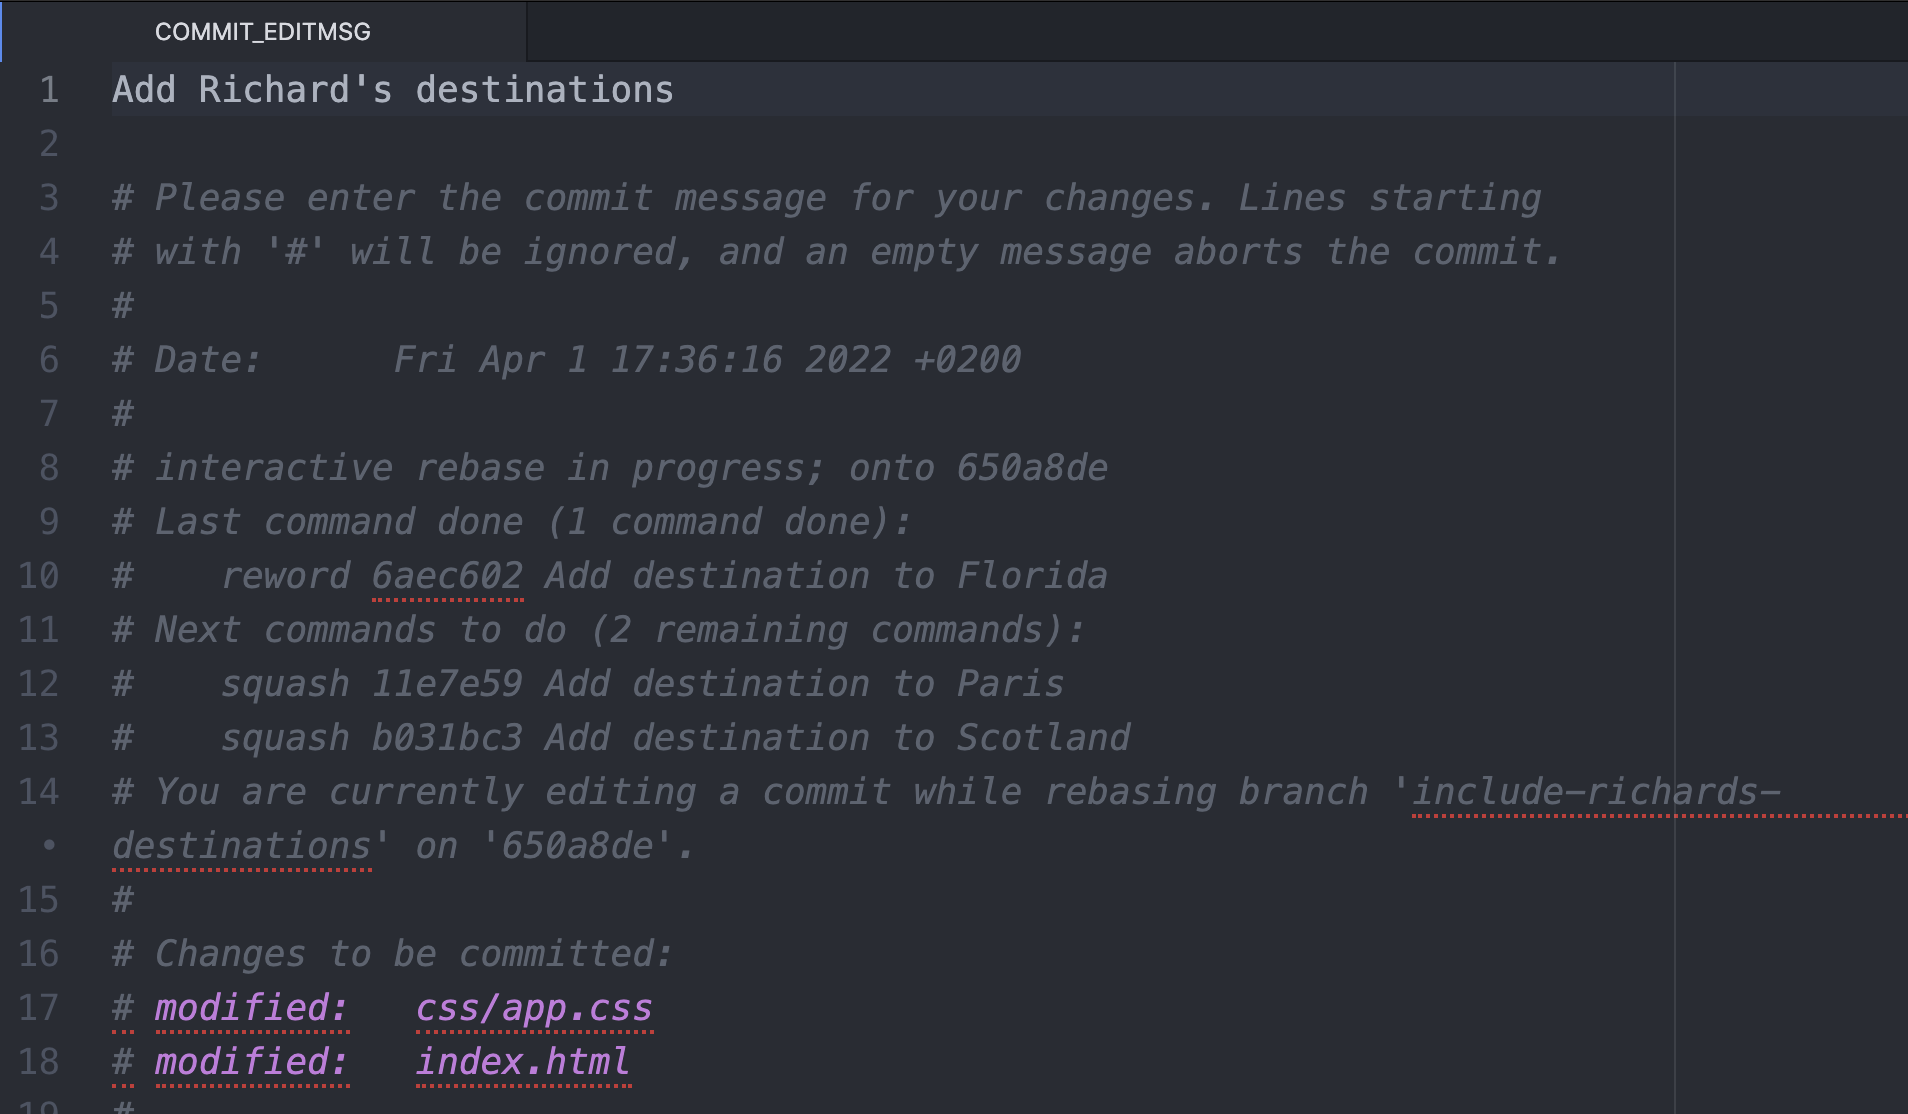 COMMIT_EDITMSG
1 Add Richard's destinations
2
3 # Please enter the commit message for your changes. Lines starting
4 # with '#' will be ignored, and an empty message aborts the commit.
5 #
6 # Date:      Fri Apr 1 17:36:16 2022 +0200
7 #
8 # interactive rebase in progress; onto 650a8de
9 # Last command done (1 command done):
10 #    reword 6aec602 Add destination to Florida
11 # Next commands to do (2 remaining commands):
12 #    squash 11e7e59 Add destination to Paris
13 #    squash b031bc3 Add destination to Scotland
14 # You are currently editing a commit while rebasing branch 'include-richards-
• destinations' on '650a8de'.
15 #
16 # Changes to be committed:
17 # modified:   css/app.css
18 # modified:   index.html
19 #